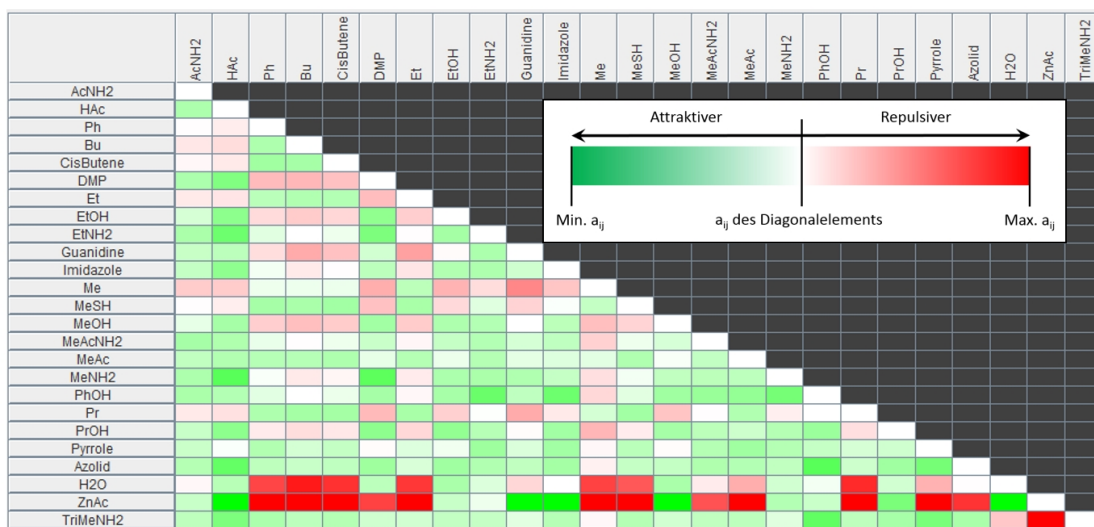 AcNH2 HAc Ph Bu CisButene DMP Et EtOH EtNH2 Guanidine Imidazole Me MeSH MeOH MeAcNH2 MeAc MeNH2 PhOH Pr PrOH Pyrrole Azolid H2O ZnAc TriMeNH2
AcNH2
HAc
Ph
Bu
CisButene
DMP
Et
EtOH
EtNH2
Guanidine
Imidazole
Me
MeSH
MeOH
MeAcNH2
MeAc
MeNH2
PhOH
Pr
PrOH
Pyrrole
Azolid
H2O
ZnAc
TriMeNH2
Attraktiver Repulsiver
Min. aij aij des Diagonalelements Max. aij